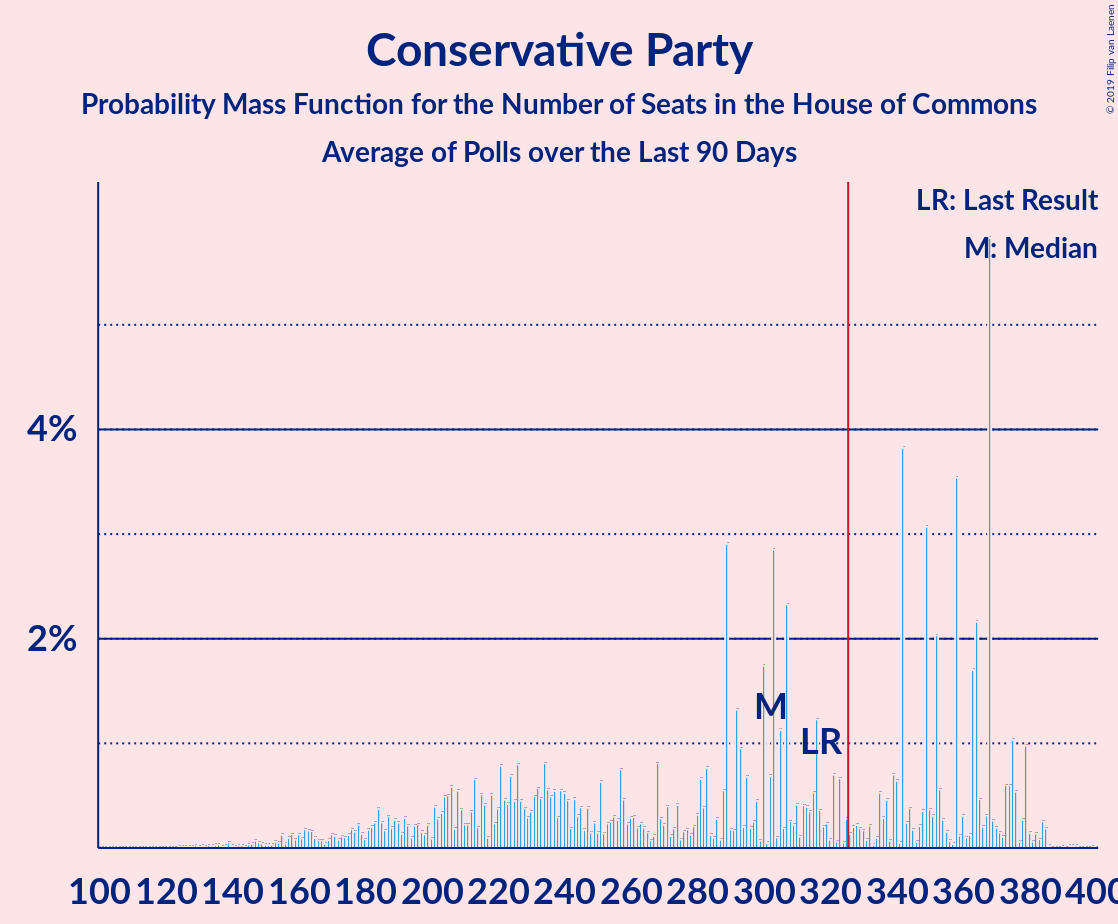 Conservative Party
Probability Mass Function for the Number of Seats in the House of Commons
Average of Polls over the Last 90 Days
© 2019 Filip van Laenen
LR: Last Result
M: Median
4%
2%
M
LR
100 120 140 160 180 200 220 240 260 280 300 320 340 360 380 400